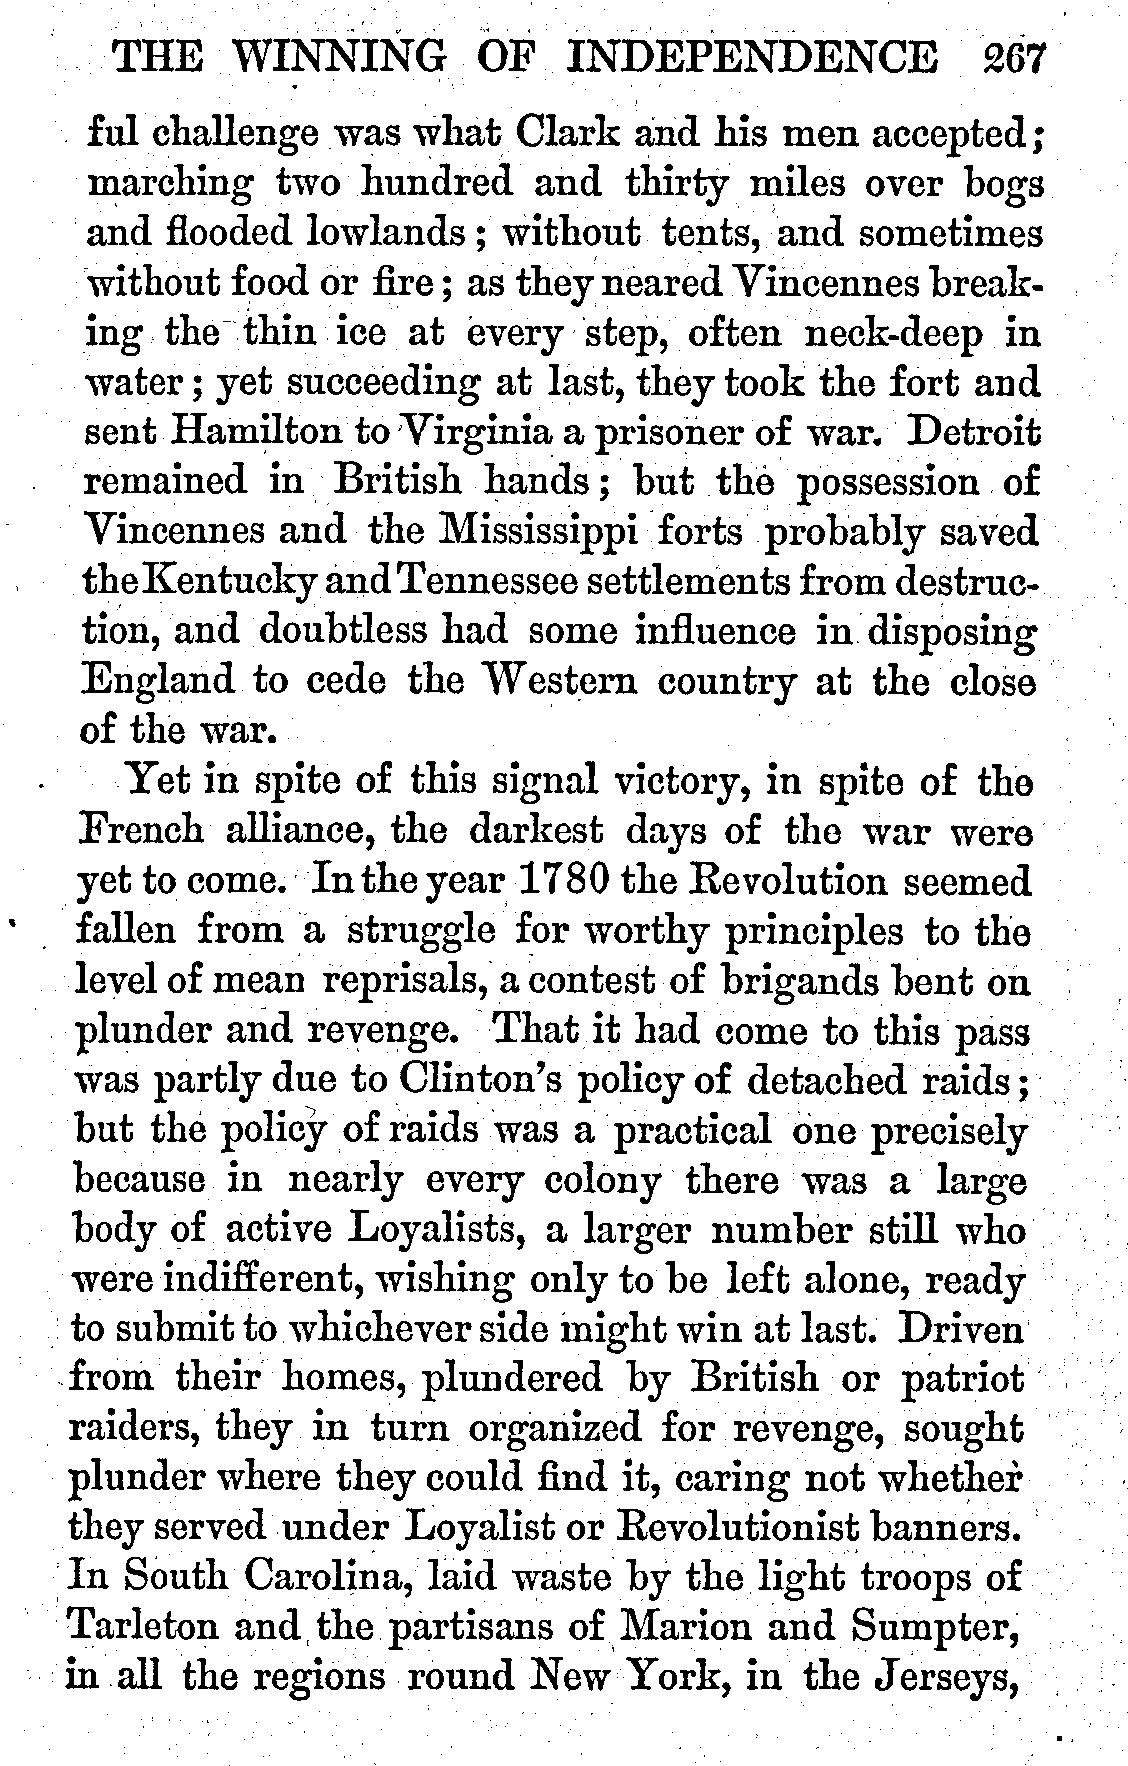 THE WINNING OF INDEPENDENCE 267
ful challenge was what Clark and his men accepted;
marching two hundred and thirty miles over bogs
and flooded lowlands; without tents, and sometimes
without food or fire; as they neared Vincennes break-
ing the thin ice at every step, often neck-deep in
water; yet succeeding at last, they took the fort and
sent Hamilton to Virginia a prisoner of war. Detroit
remained in British hands; but the possession of
Vincennes and the Mississippi forts probably saved
the Kentucky and Tennessee settlements from destruc-
tion, and doubtless had some influence in disposing
England to cede the Western country at the close
of the war.
Yet in spite of this signal victory, in spite of the
French alliance, the darkest days of the war were
yet to come. In the year 1780 the Revolution seemed
fallen from a struggle for worthy principles to the
level of mean reprisals, a contest of brigands bent on
plunder and revenge. That it had come to this pass
was partly due to Clinton's policy of detached raids;
but the policy of raids was a practical one precisely
because in nearly every colony there was a large
body of active Loyalists, a larger number still who
were indifferent, wishing only to be left alone, ready
to submit to whichever side might win at last. Driven
from their homes, plundered by British or patriot
raiders, they in turn organized for revenge, sought
plunder where they could find it, caring not whether
they served under Loyalist or Revolutionist banners.
In South Carolina, laid waste by the light troops of
Tarleton and the partisans of Marion and Sumpter,
in all the regions round New York, in the Jerseys,